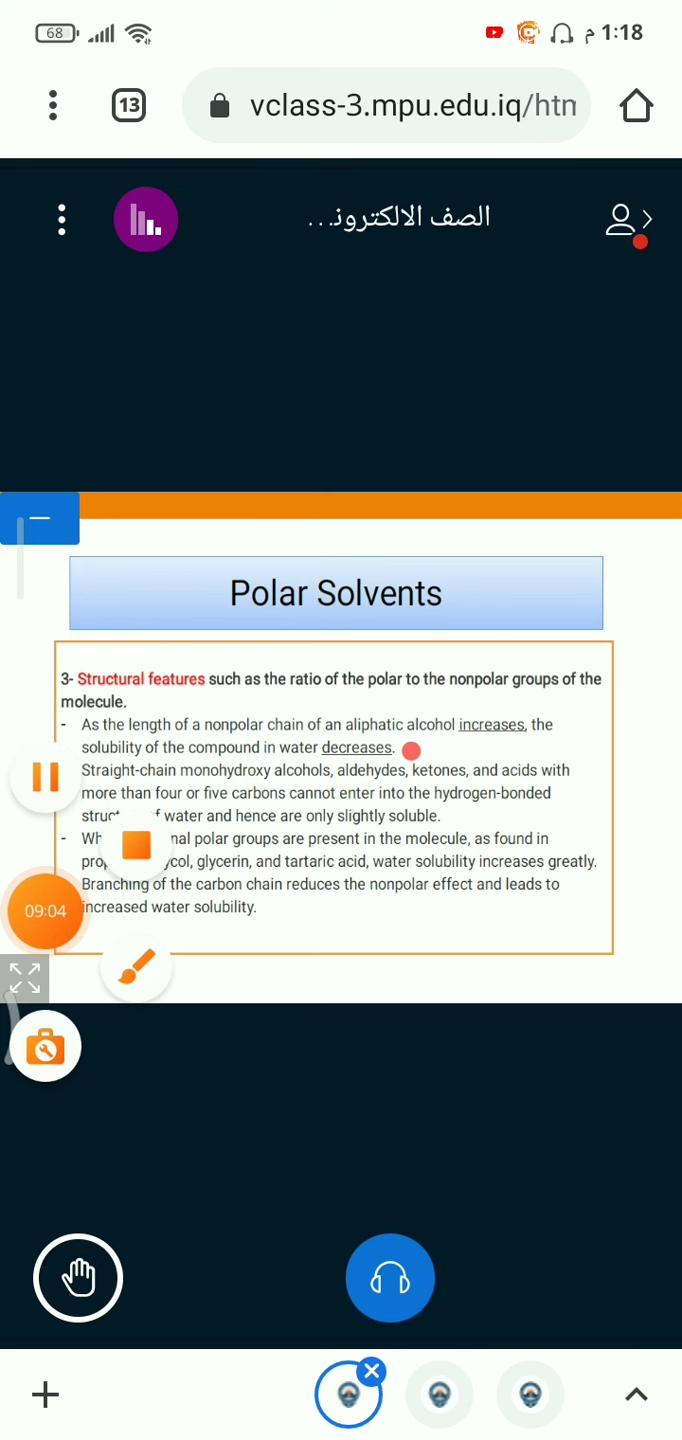 68
م 1:18
13
vclass-3.mpu.edu.iq/htm
الصف الالكترونـ...
Polar Solvents
3- Structural features such as the ratio of the polar to the nonpolar groups of the
molecule.
- As the length of a nonpolar chain of an aliphatic alcohol increases, the
solubility of the compound in water decreases.
Straight-chain monohydroxy alcohols, aldehydes, ketones, and acids with
more than four or five carbons cannot enter into the hydrogen-bonded
water and hence are only slightly soluble.
- polar groups are present in the molecule, as found in
glycerin, and tartaric acid, water solubility increases greatly.
Branching of the carbon chain reduces the nonpolar effect and leads to
increased water solubility.
09:04